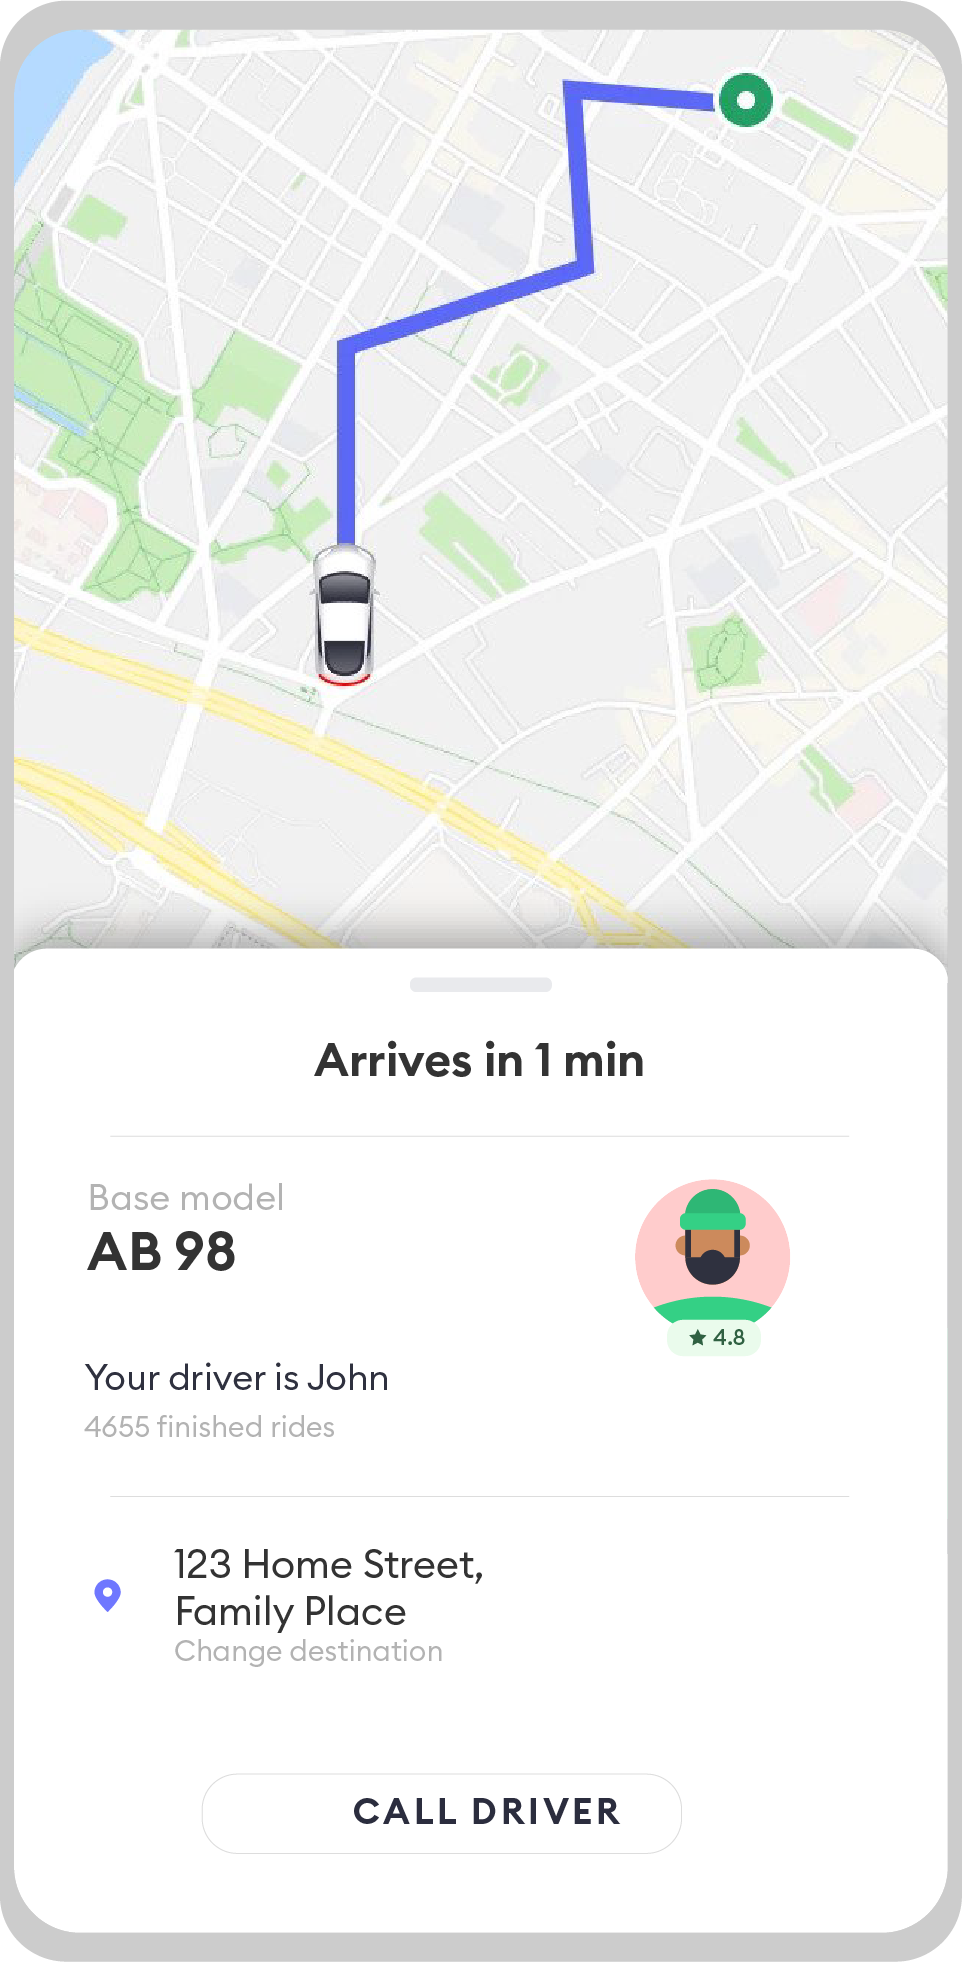 Arrives in 1 min
Base model
AB 98
4.8
Your driver is John
4655 finished rides
123 Home Street,
Family Place
Change destination
CALL DRIVER